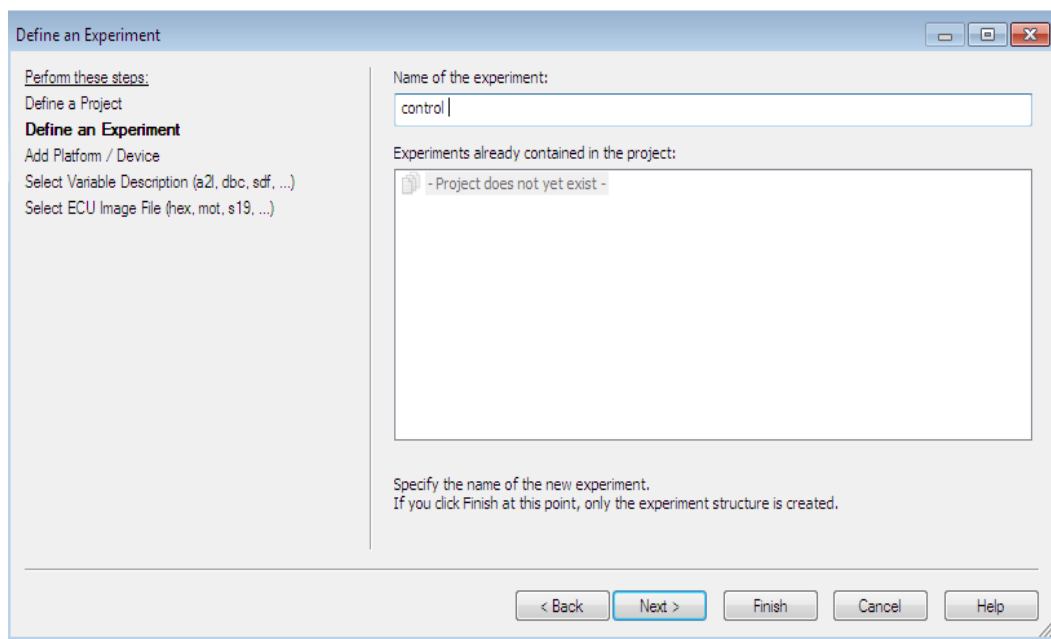 Define an Experiment
Perform these steps:
Define a Project
Define an Experiment
Add Platform / Device
Select Variable Description (a2l, dbc, sdf, ...)
Select ECU Image File (hex, mot, s19, ...)
Name of the experiment:
control
Experiments already contained in the project:
- Project does not yet exist -
Specify the name of the new experiment.
If you click Finish at this point, only the experiment structure is created.
< Back
Next >
Finish
Cancel
Help